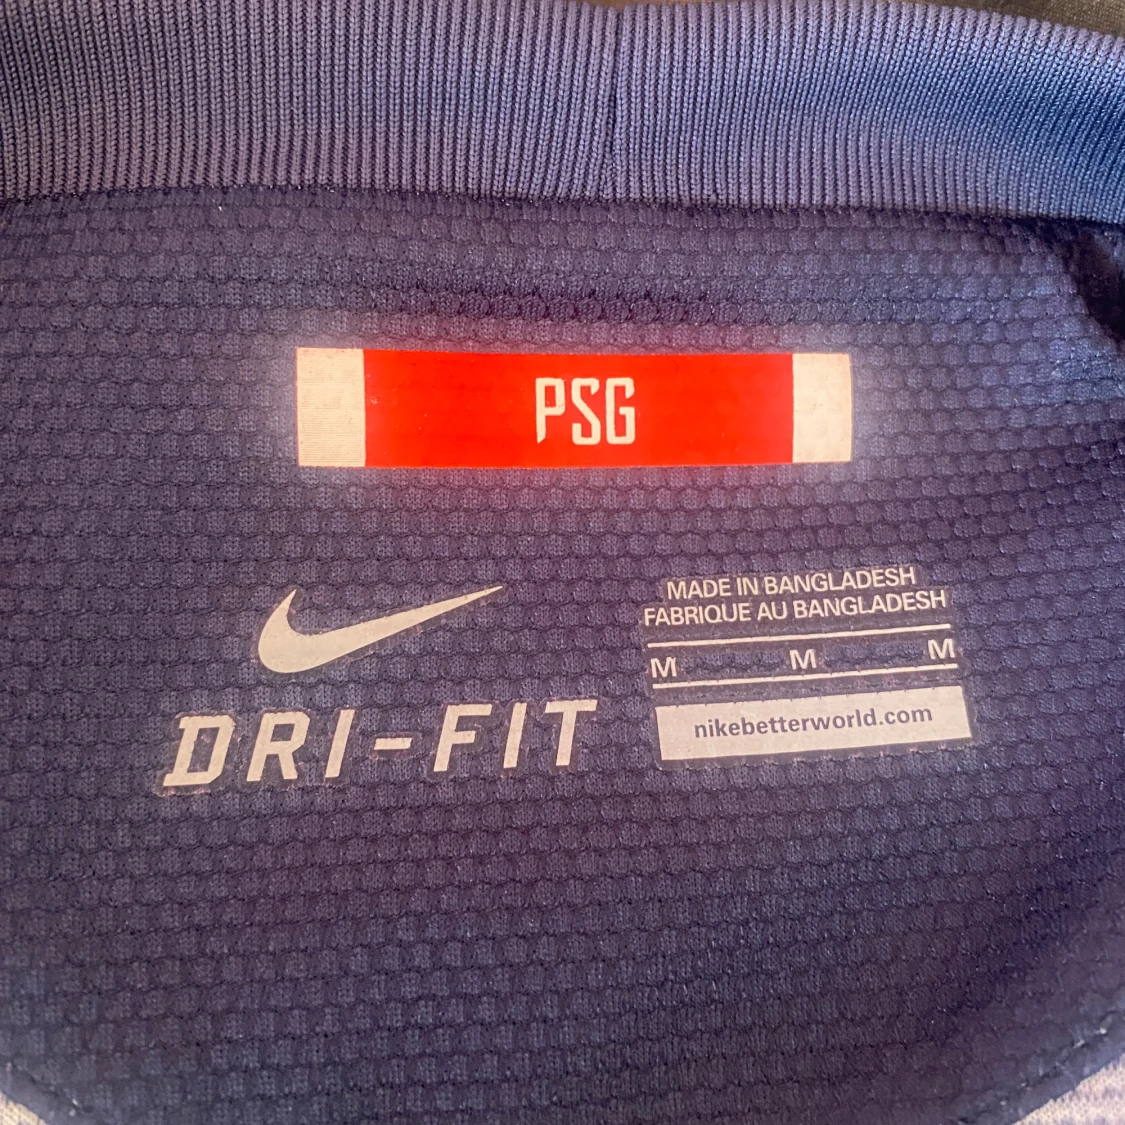 PSG
MADE IN BANGLADESH
FABRIQUE AU BANGLADESH
M M M
DRI-FIT
nikebetterworld.com